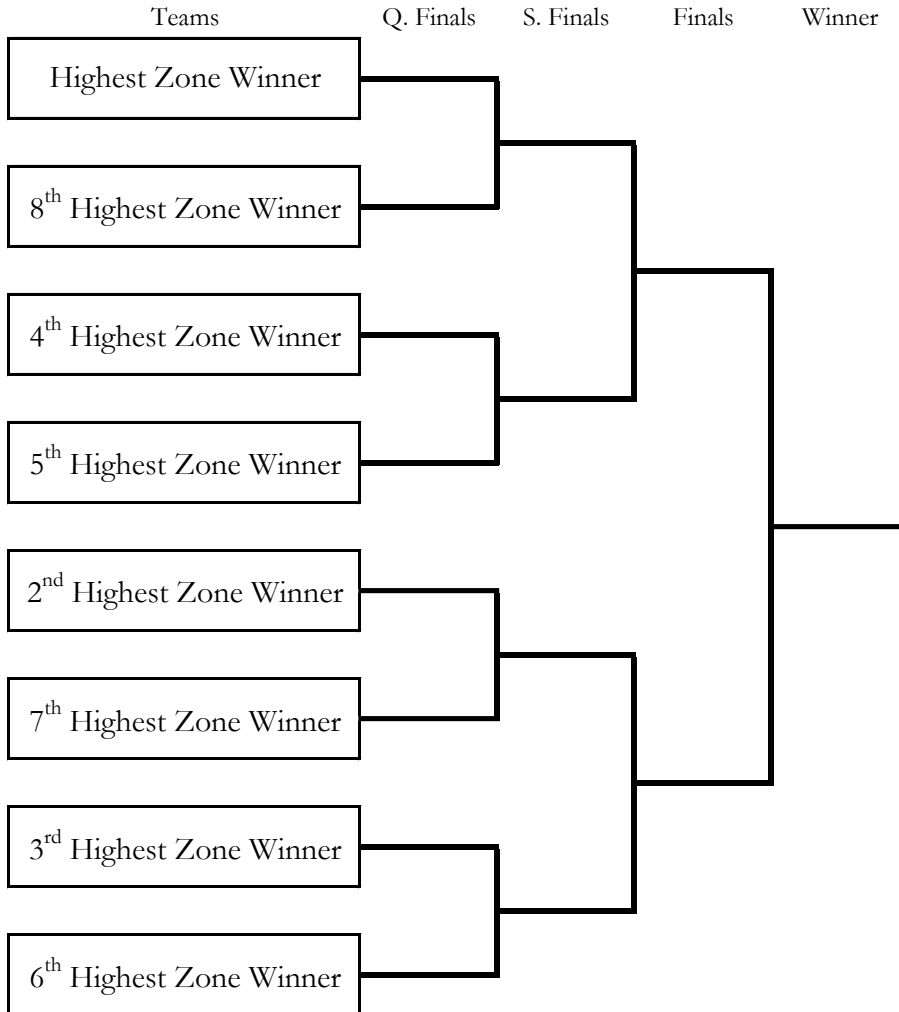 Teams Q. Finals S. Finals Finals Winner
Highest Zone Winner
8th Highest Zone Winner
4th Highest Zone Winner
5th Highest Zone Winner
2nd Highest Zone Winner
7th Highest Zone Winner
3rd Highest Zone Winner
6th Highest Zone Winner